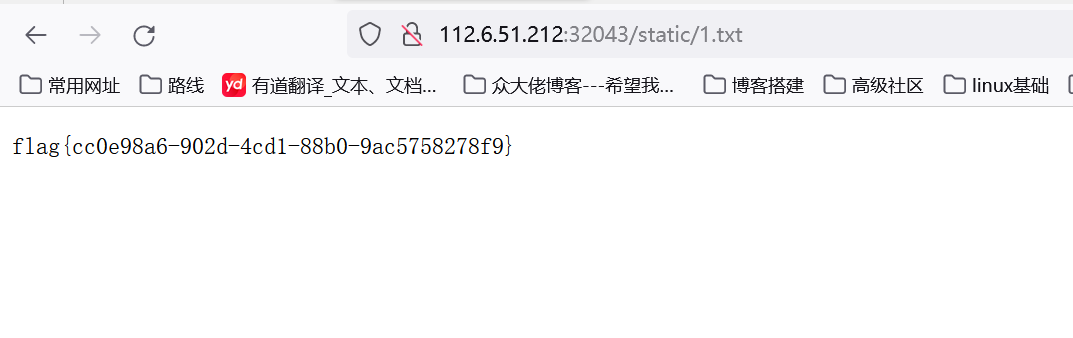 112.6.51.212:32043/static/1.txt
常用网址 路线 yd 有道翻译_文本、文档... 众大佬博客---希望我... 博客搭建 高级社区 linux基础
flag{cc0e98a6-902d-4cd1-88b0-9ac5758278f9}